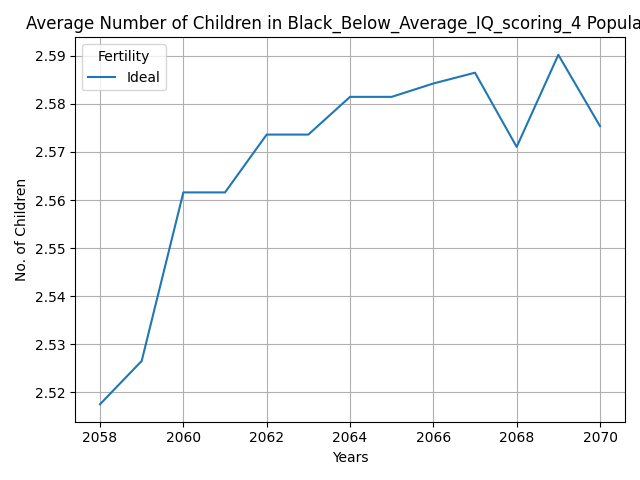 Average Number of Children in Black_Below_Average_IQ_scoring_4 Popula
Fertility
Ideal
No. of Children
2.59
2.58
2.57
2.56
2.55
2.54
2.53
2.52
2058 2060 2062 2064 2066 2068 2070
Years